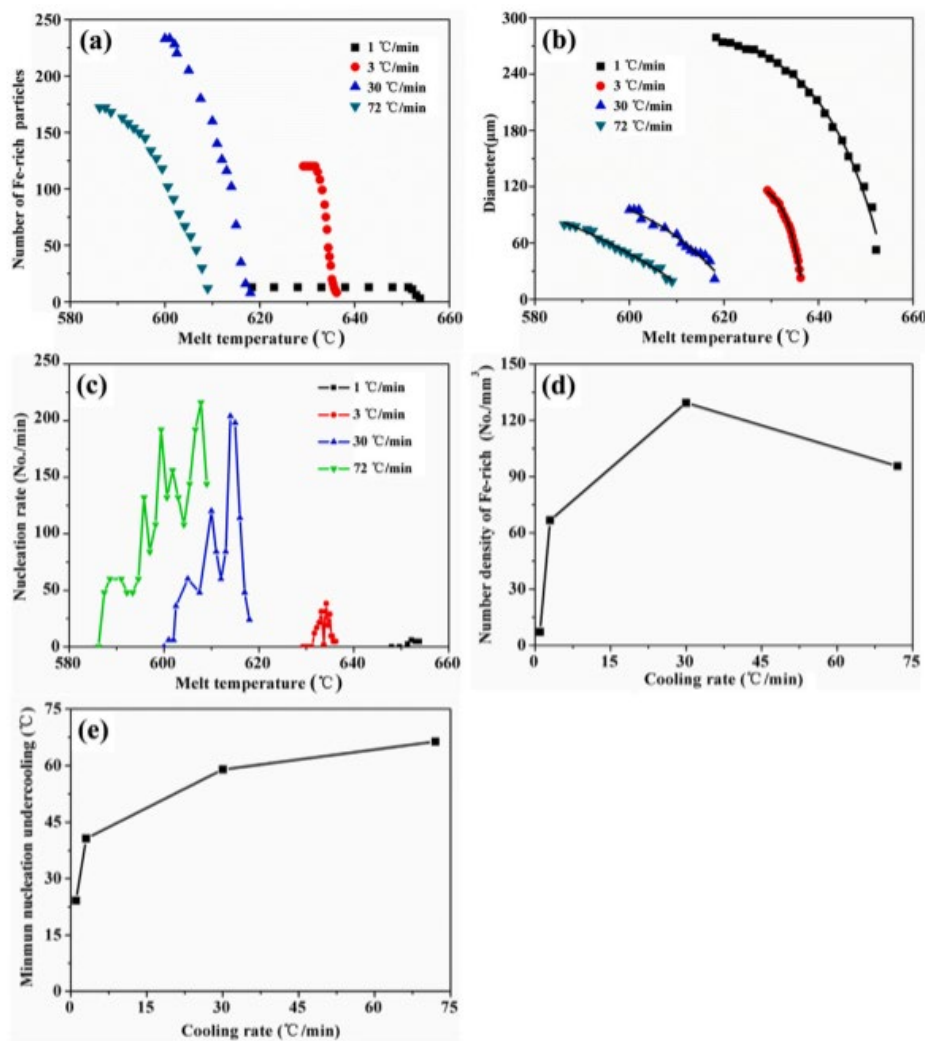 (a)
1 ℃/min
3 ℃/min
30 ℃/min
72 ℃/min
250
200
150
100
50
0
580
600
620
640
660
Number of Fe-rich particles
Melt temperature (℃)
(b)
1 ℃/min
3 ℃/min
30 ℃/min
72 ℃/min
300
240
180
120
60
0
580
600
620
640
660
Diameter(μm)
Melt temperature (℃)
(c)
1 ℃/min
3 ℃/min
30 ℃/min
72 ℃/min
250
200
150
100
50
0
580
600
620
640
660
Nucleation rate (No./min)
Melt temperature (℃)
(d)
150
120
90
60
30
0
0
15
30
45
60
75
Number density of Fe-rich (No./mm³)
Cooling rate (℃/min)
(e)
75
60
45
30
15
0
0
15
30
45
60
75
Minmun nucleation undercooling (℃)
Cooling rate (℃/min)